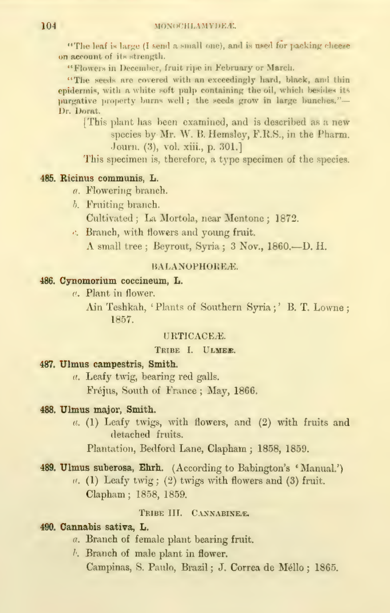 104 MONOCHLAMYDEÆ.
"The leaf is large (I send a small one), and is used for packing cheese
on account of its strength.
"Flowers in December, fruit ripe in February or March.
"The seeds are covered with an exceedingly hard, black, and thin
epidermis, with a white soft pulp containing the oil, which besides its
purgative property burns well; the seeds grow in large bunches."—
Dr. Dorat.
[This plant has been examined, and is described as a new
species by Mr. W. B. Hemsley, F.R.S., in the Pharm.
Journ. (3), vol. xiii., p. 301.]
This specimen is, therefore, a type specimen of the species.
485. Ricinus communis, L.
a. Flowering branch.
b. Fruiting branch.
Cultivated; La Mortola, near Mentone; 1872.
c. Branch, with flowers and young fruit.
A small tree; Beyrout, Syria; 3 Nov., 1860.—D. H.
BALANOPHOREÆ.
486. Cynomorium coccineum, L.
a. Plant in flower.
Ain Teshkah, 'Plants of Southern Syria;' B. T. Lowne;
1857.
URTICACEÆ.
TRIBE I. ULMEÆ.
487. Ulmus campestris, Smith.
a. Leafy twig, bearing red galls.
Fréjus, South of France; May, 1866.
488. Ulmus major, Smith.
a. (1) Leafy twigs, with flowers, and (2) with fruits and
detached fruits.
Plantation, Bedford Lane, Clapham; 1858, 1859.
489. Ulmus suberosa, Ehrh. (According to Babington's 'Manual.')
a. (1) Leafy twig; (2) twigs with flowers and (3) fruit.
Clapham; 1858, 1859.
TRIBE III. CANNABINEÆ.
490. Cannabis sativa, L.
a. Branch of female plant bearing fruit.
b. Branch of male plant in flower.
Campinas, S. Paulo, Brazil; J. Correa de Méllo; 1865.